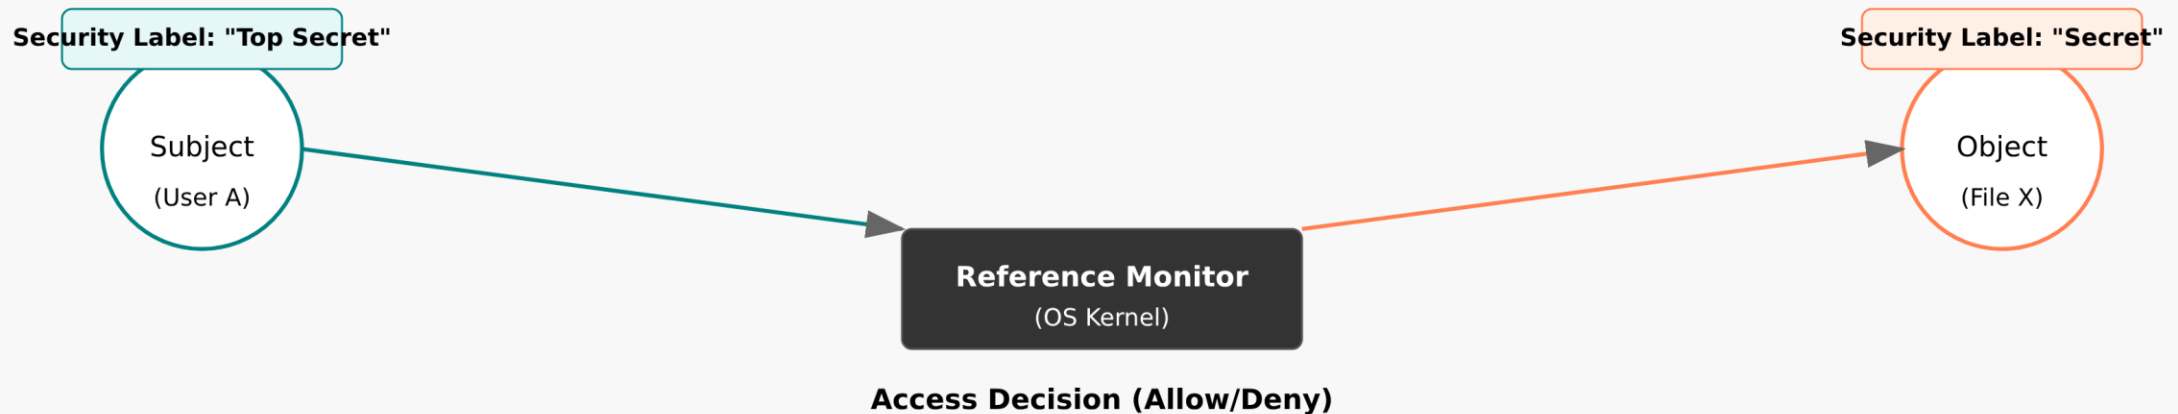 Security Label: "Top Secret"
Security Label: "Secret"
Subject
(User A)
Object
(File X)
Reference Monitor
(OS Kernel)
Access Decision (Allow/Deny)